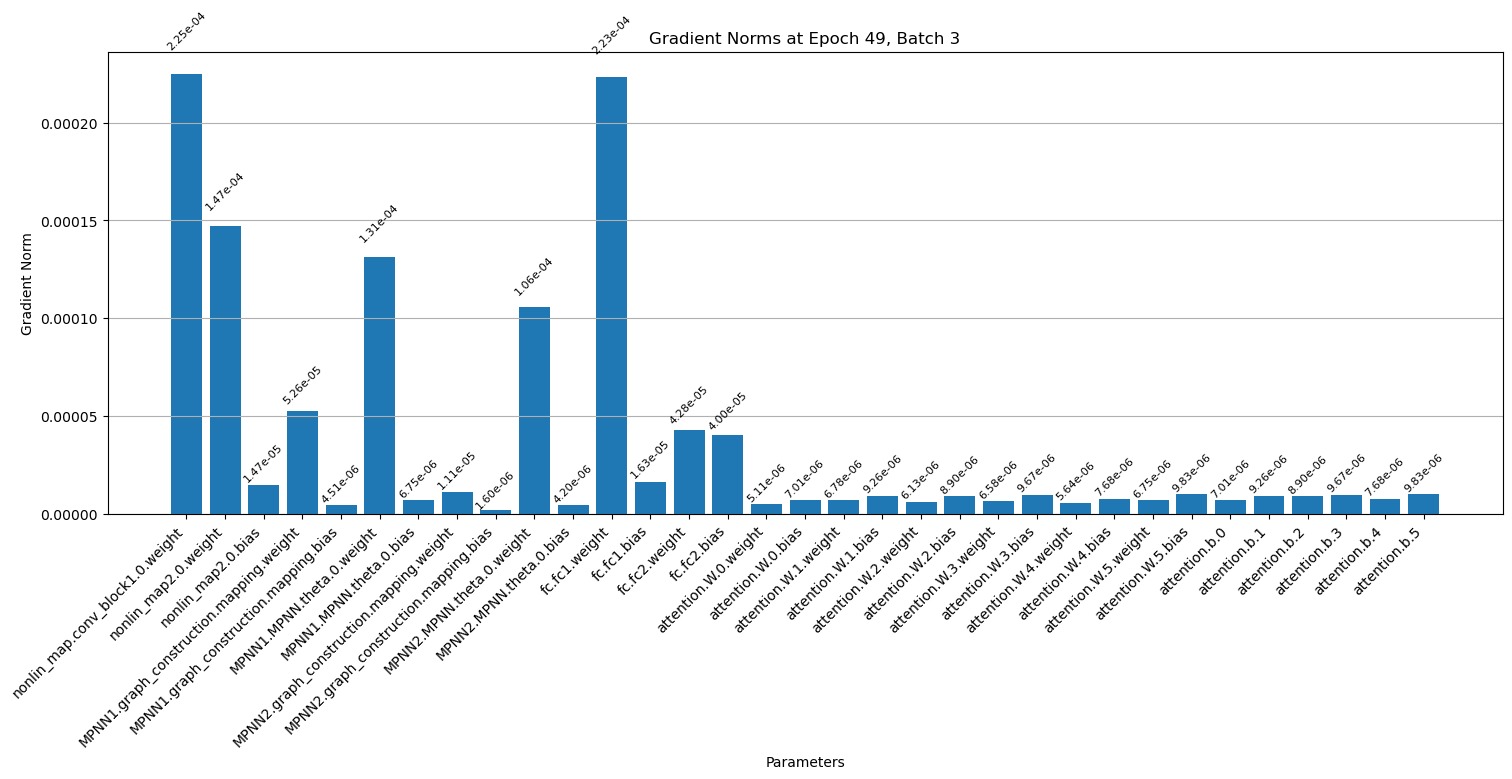 Gradient Norms at Epoch 49, Batch 3
Gradient Norm
0.00020
0.00015
0.00010
0.00005
0.00000
2.25e-04
1.47e-04
1.47e-05
5.26e-05
4.51e-06
1.31e-04
6.75e-06
1.11e-05
1.60e-06
1.06e-04
4.20e-06
2.23e-04
1.63e-05
4.28e-05
4.00e-05
5.11e-06
7.01e-06
6.78e-06
9.26e-06
6.13e-06
8.90e-06
6.58e-06
9.67e-06
5.64e-06
7.68e-06
6.75e-06
9.83e-06
7.01e-06
9.26e-06
8.90e-06
9.67e-06
7.68e-06
9.83e-06
nonlin_map.conv_block1.0.weight
nonlin_map2.0.weight
nonlin_map2.0.bias
MPNN1.graph_construction.mapping.weight
MPNN1.graph_construction.mapping.bias
MPNN1.MPNN.theta.0.weight
MPNN1.MPNN.theta.0.bias
MPNN2.graph_construction.mapping.weight
MPNN2.graph_construction.mapping.bias
MPNN2.MPNN.theta.0.weight
MPNN2.MPNN.theta.0.bias
fc.fc1.weight
fc.fc1.bias
fc.fc2.weight
fc.fc2.bias
attention.W.0.weight
attention.W.0.bias
attention.W.1.weight
attention.W.1.bias
attention.W.2.weight
attention.W.2.bias
attention.W.3.weight
attention.W.3.bias
attention.W.4.weight
attention.W.4.bias
attention.W.5.weight
attention.W.5.bias
attention.b.0
attention.b.1
attention.b.2
attention.b.3
attention.b.4
attention.b.5
Parameters